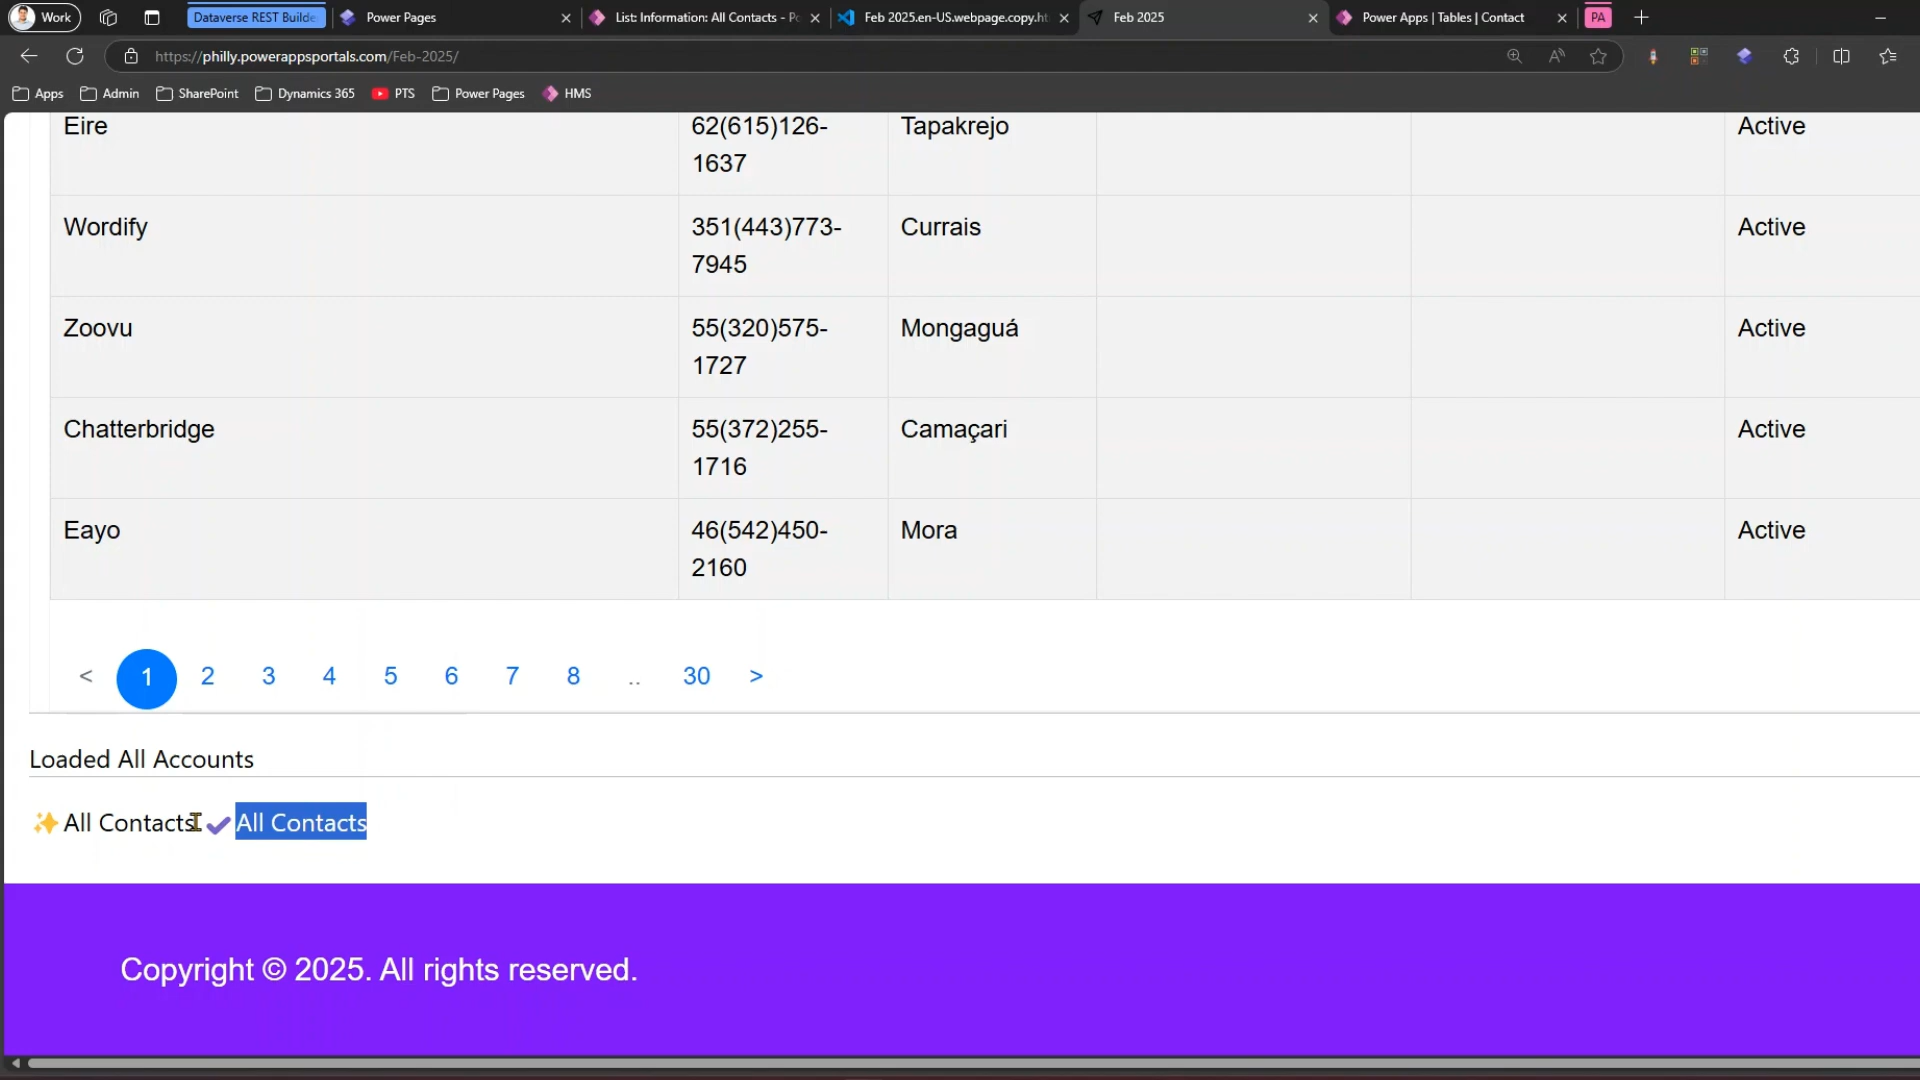 Work
Dataverse REST Builde
Power Pages
List: Information: All Contacts - Po
Feb 2025.en-US.webpage.copy.ht
Feb 2025
Power Apps | Tables | Contact
PA
https://philly.powerappsportals.com/Feb-2025/
Apps
Admin
SharePoint
Dynamics 365
PTS
Power Pages
HMS
Eire 62(615)126- Tapakrejo Active
1637
Wordify 351(443)773- Currais Active
7945
Zoovu 55(320)575- Mongaguá Active
1727
Chatterbridge 55(372)255- Camaçari Active
1716
Eayo 46(542)450- Mora Active
2160
< 1 2 3 4 5 6 7 8 .. 30 >
Loaded All Accounts
✨All Contacts ✔All Contacts
Copyright © 2025. All rights reserved.